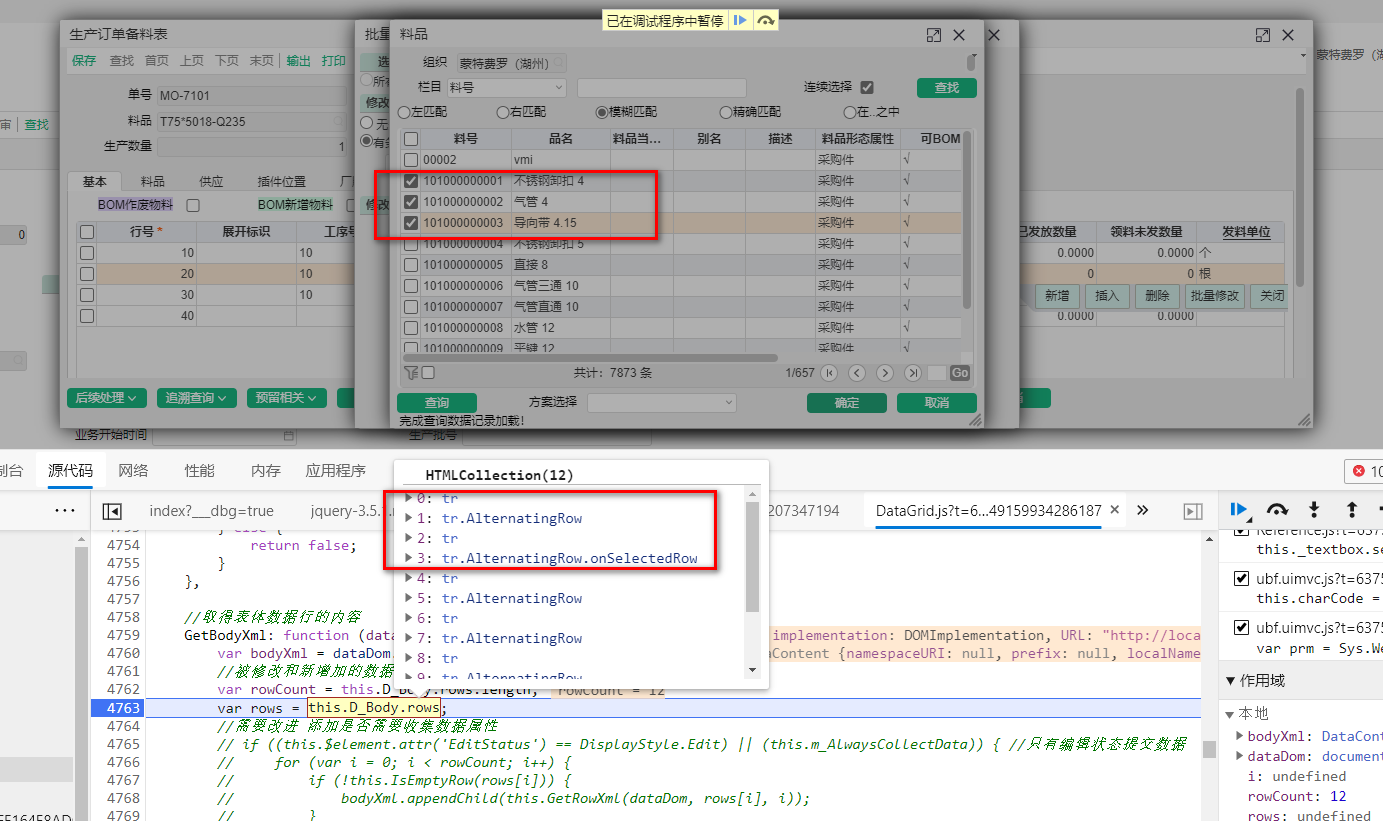 已在调试程序中暂停
生产订单备料表
保存 查找 首页 上页 下页 末页 输出 打印
单号 MO-7101
料品 T75*5018-Q235
生产数量 1
审 查找
0
基本 料品 供应 插件位置
BOM作废物料 BOM新增物料
行号* 展开标识 工序号
10 10
20 10
30 10
40
后续处理 追溯查询 预留相关
业务开始时间
生产批号
批量
修改
料品
组织 蒙特费罗（湖州）
栏目 料号 连续选择 查找
左匹配 右匹配 模糊匹配 精确匹配 在..之中
料号 品名 料品当... 别名 描述 料品形态属性 可BOM
00002 vmi 采购件 √
101000000001 不锈钢卸扣 4 采购件 √
101000000002 气管 4 采购件 √
101000000003 导向带 4.15 采购件 √
101000000004 不锈钢卸扣 5 采购件 √
101000000005 直接 8 采购件 √
101000000006 气管三通 10 采购件 √
101000000007 气管直通 10 采购件 √
101000000008 水管 12 采购件 √
101000000009 平键 12 采购件 √
共计：7873 条 1/657 Go
查询 方案选择 确定 取消
完成查询数据记录加载!
蒙特费罗
已发放数量 领料未发数量 发料单位
0.0000 0.0000 个
0 0 根
新增 插入 删除 批量修改 关闭
0.0000 0.0000
制台 源代码 网络 性能 内存 应用程序
10
index?___dbg=true jquery-3.5.1 207347194 DataGrid.js?t=6...49159934286187
HTMLCollection(12)
0: tr
1: tr.AlternatingRow
2: tr
3: tr.AlternatingRow.onSelectedRow
4: tr
5: tr.AlternatingRow
6: tr
7: tr.AlternatingRow
8: tr
9: tr.AlternatingRow
4753 } else {
4754 return false;
4755 }
4756 },
4757
4758 //取得表体数据行的内容
4759 GetBodyXml: function (data implementation: DOMImplementation, URL: "http://loca
4760 var bodyXml = dataDom. aContent {namespaceURI: null, prefix: null, localName
4761 //被修改和新增加的数据
4762 var rowCount = this.D_Body.rows.length; rowCount = 12
4763 var rows = this.D_Body.rows;
4764 //需要改进 添加是否需要收集数据属性
4765 // if ((this.$element.attr('EditStatus') == DisplayStyle.Edit) || (this.m_AlwaysCollectData)) { //只有编辑状态提交数据
4766 // for (var i = 0; i < rowCount; i++) {
4767 // if (!this.IsEmptyRow(rows[i])) {
4768 // bodyXml.appendChild(this.GetRowXml(dataDom, rows[i], i));
4769 // }
Reference.js?t=6375
this._textbox.se
ubf.uimvc.js?t=6375
this.charCode =
ubf.uimvc.js?t=6375
var prm = Sys.We
作用域
本地
bodyXml: DataCont
dataDom: document
i: undefined
rowCount: 12
rows: undefined